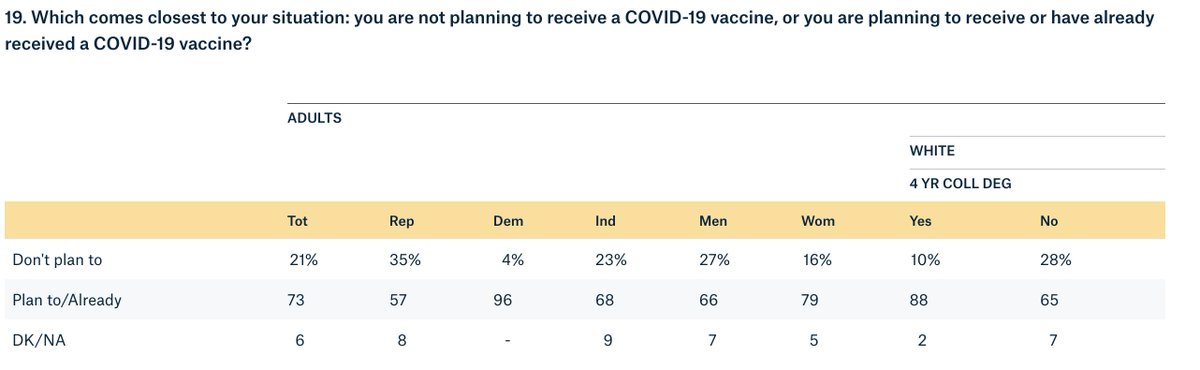 19. Which comes closest to your situation: you are not planning to receive a COVID-19 vaccine, or you are planning to receive or have already
received a COVID-19 vaccine?
ADULTS
WHITE
4 YR COLL DEG
Tot Rep Dem Ind Men Wom Yes No
Don't plan to 21% 35% 4% 23% 27% 16% 10% 28%
Plan to/Already 73 57 96 68 66 79 88 65
DK/NA 6 8 - 9 7 5 2 7